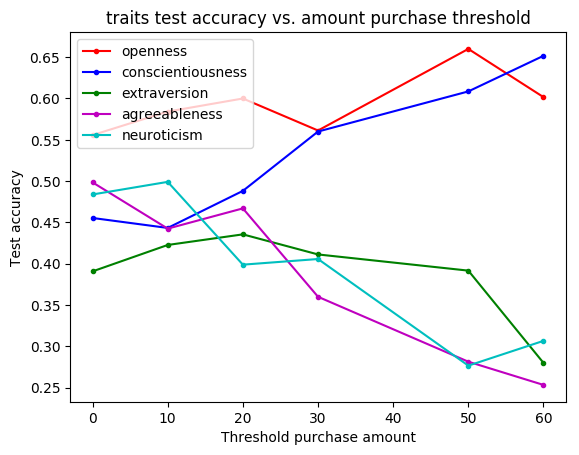 traits test accuracy vs. amount purchase threshold
openness
conscientiousness
extraversion
agreeableness
neuroticism
Test accuracy
0.65
0.60
0.55
0.50
0.45
0.40
0.35
0.30
0.25
0 10 20 30 40 50 60
Threshold purchase amount